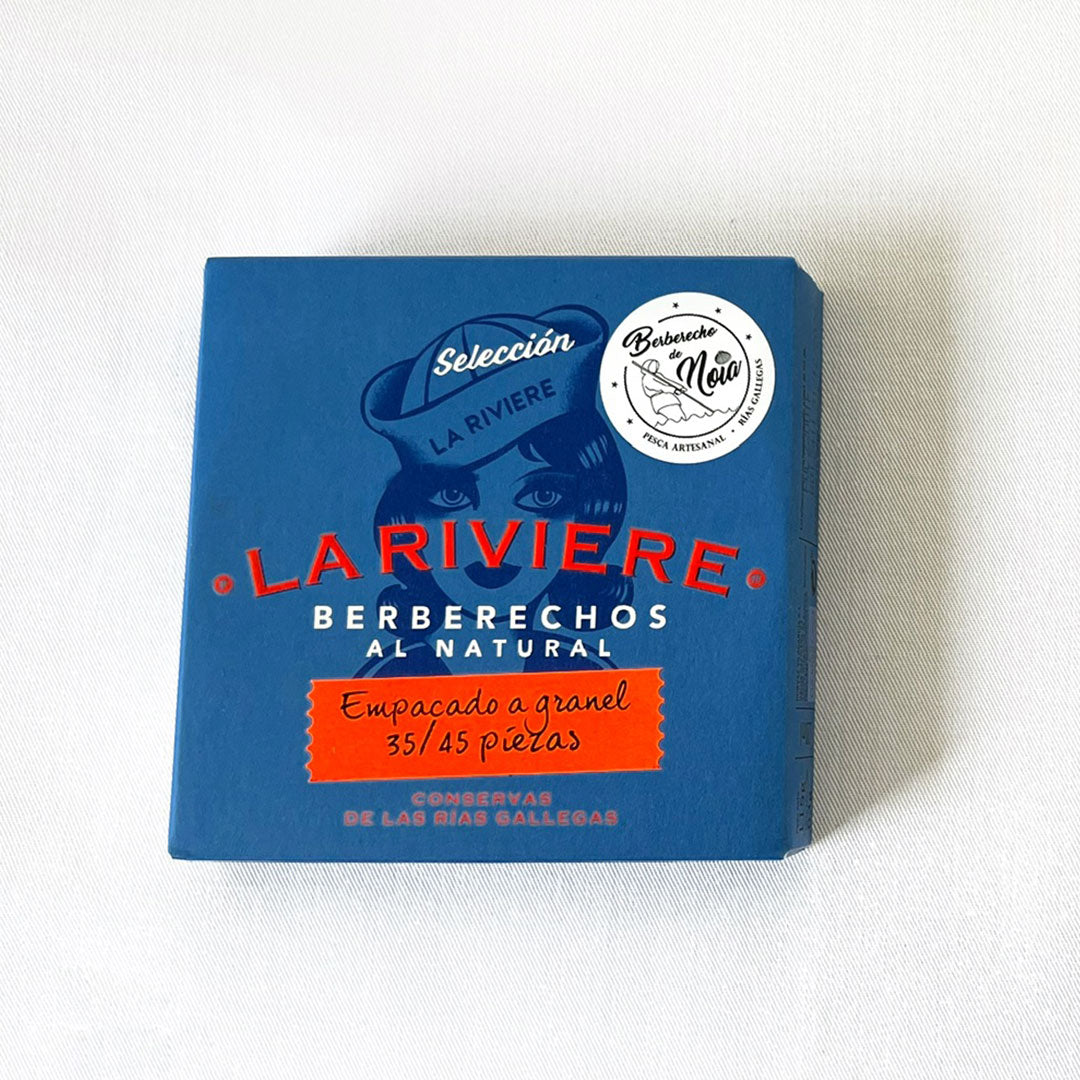 Selección
LA RIVIERE
Berberecho
de
Noia
PESCA ARTESANAL • RÍAS GALLEGAS
LA RIVIERE
BERBERECHOS
AL NATURAL
Empacado a granel
35/45 piezas
CONSERVAS
DE LAS RÍAS GALLEGAS